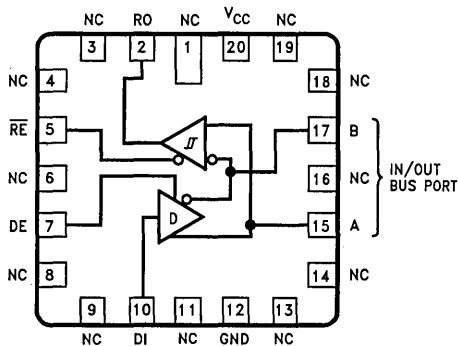 NC RO NC V_CC NC
3 2 1 20 19
NC 4 18 NC
R̅E̅ 5 17 B
NC 6 16 NC IN/OUT
BUS PORT
DE 7 D 15 A
NC 8 14 NC
9 10 11 12 13
NC DI NC GND NC